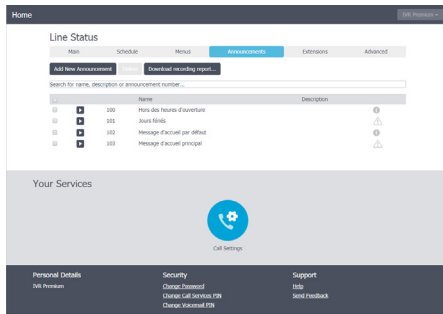 Home
IVR Premium
Line Status
Main Schedule Menus Announcements Extensions Advanced
Add New Announcement Delete Download recording report...
Search for name, description or announcement number...
Name Description
100 Hors des heures d'ouverture
101 Jours fériés
102 Message d'accueil par défaut
103 Message d'accueil principal
Your Services
Call Settings
Personal Details Security Support
IVR Premium Change Password Help
Change Call Services PIN Send Feedback
Change Voicemail PIN